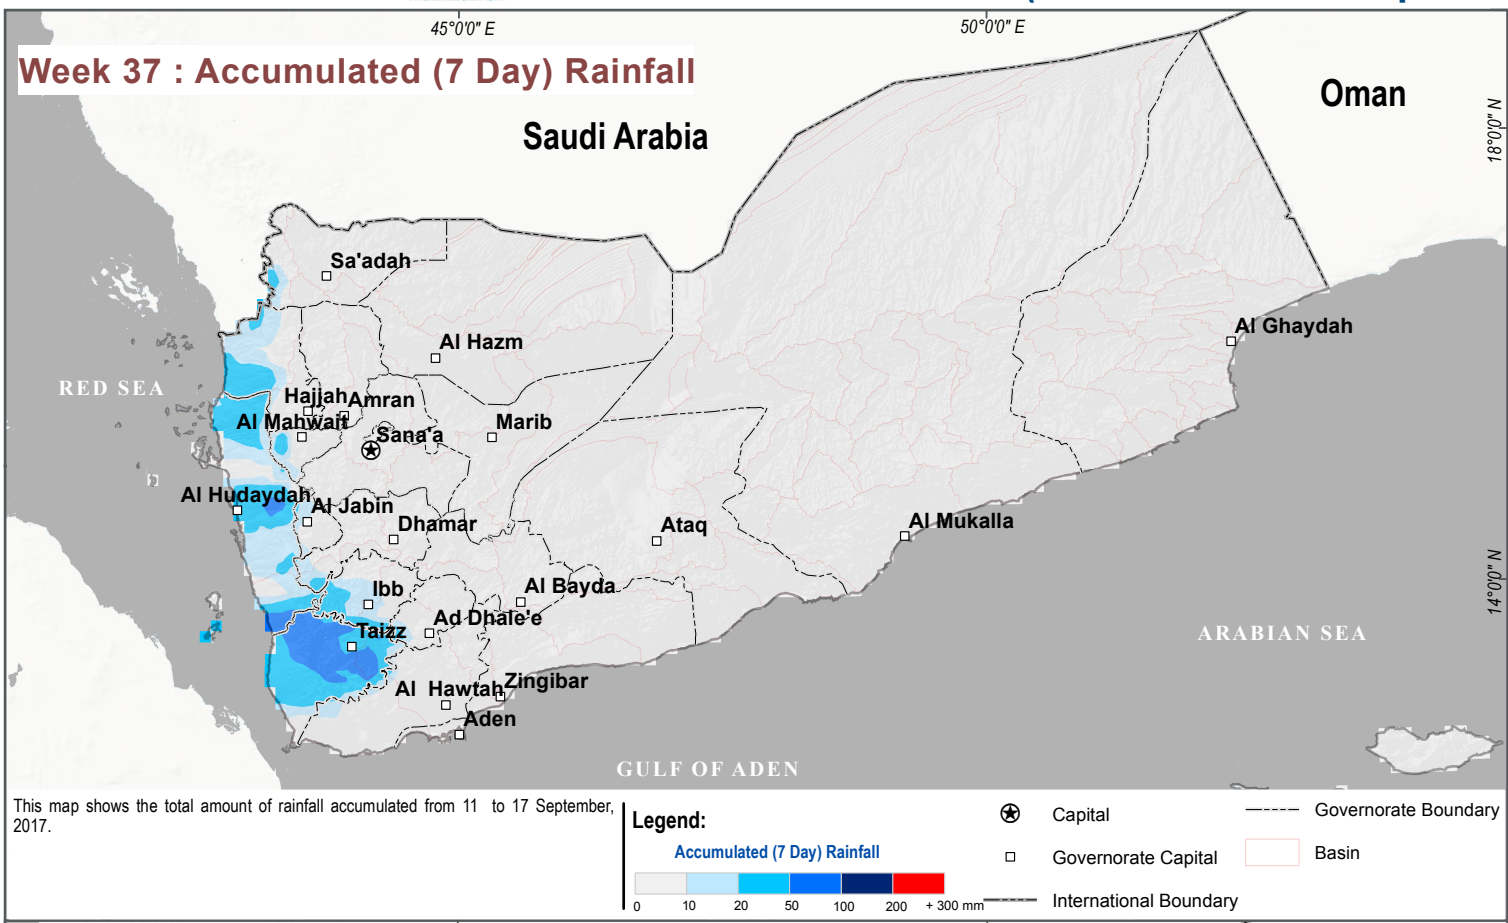 45°0'0" E
50°0'0" E
Week 37 : Accumulated (7 Day) Rainfall
Oman
Saudi Arabia
18°0'0" N
Sa'adah
Al Ghaydah
Al Hazm
RED SEA
Hajjah
Amran
Al Mahwait
Marib
Sana'a
Al Hudaydah
Al Jabin
Dhamar
Ataq
Al Mukalla
14°0'0" N
Ibb
Al Bayda
Ad Dhale'e
Taizz
ARABIAN SEA
Al Hawtah
Zingibar
Aden
GULF OF ADEN
This map shows the total amount of rainfall accumulated from 11 to 17 September,
2017.
Legend:
Accumulated (7 Day) Rainfall
0 10 20 50 100 200 + 300 mm
Capital
Governorate Capital
International Boundary
Governorate Boundary
Basin